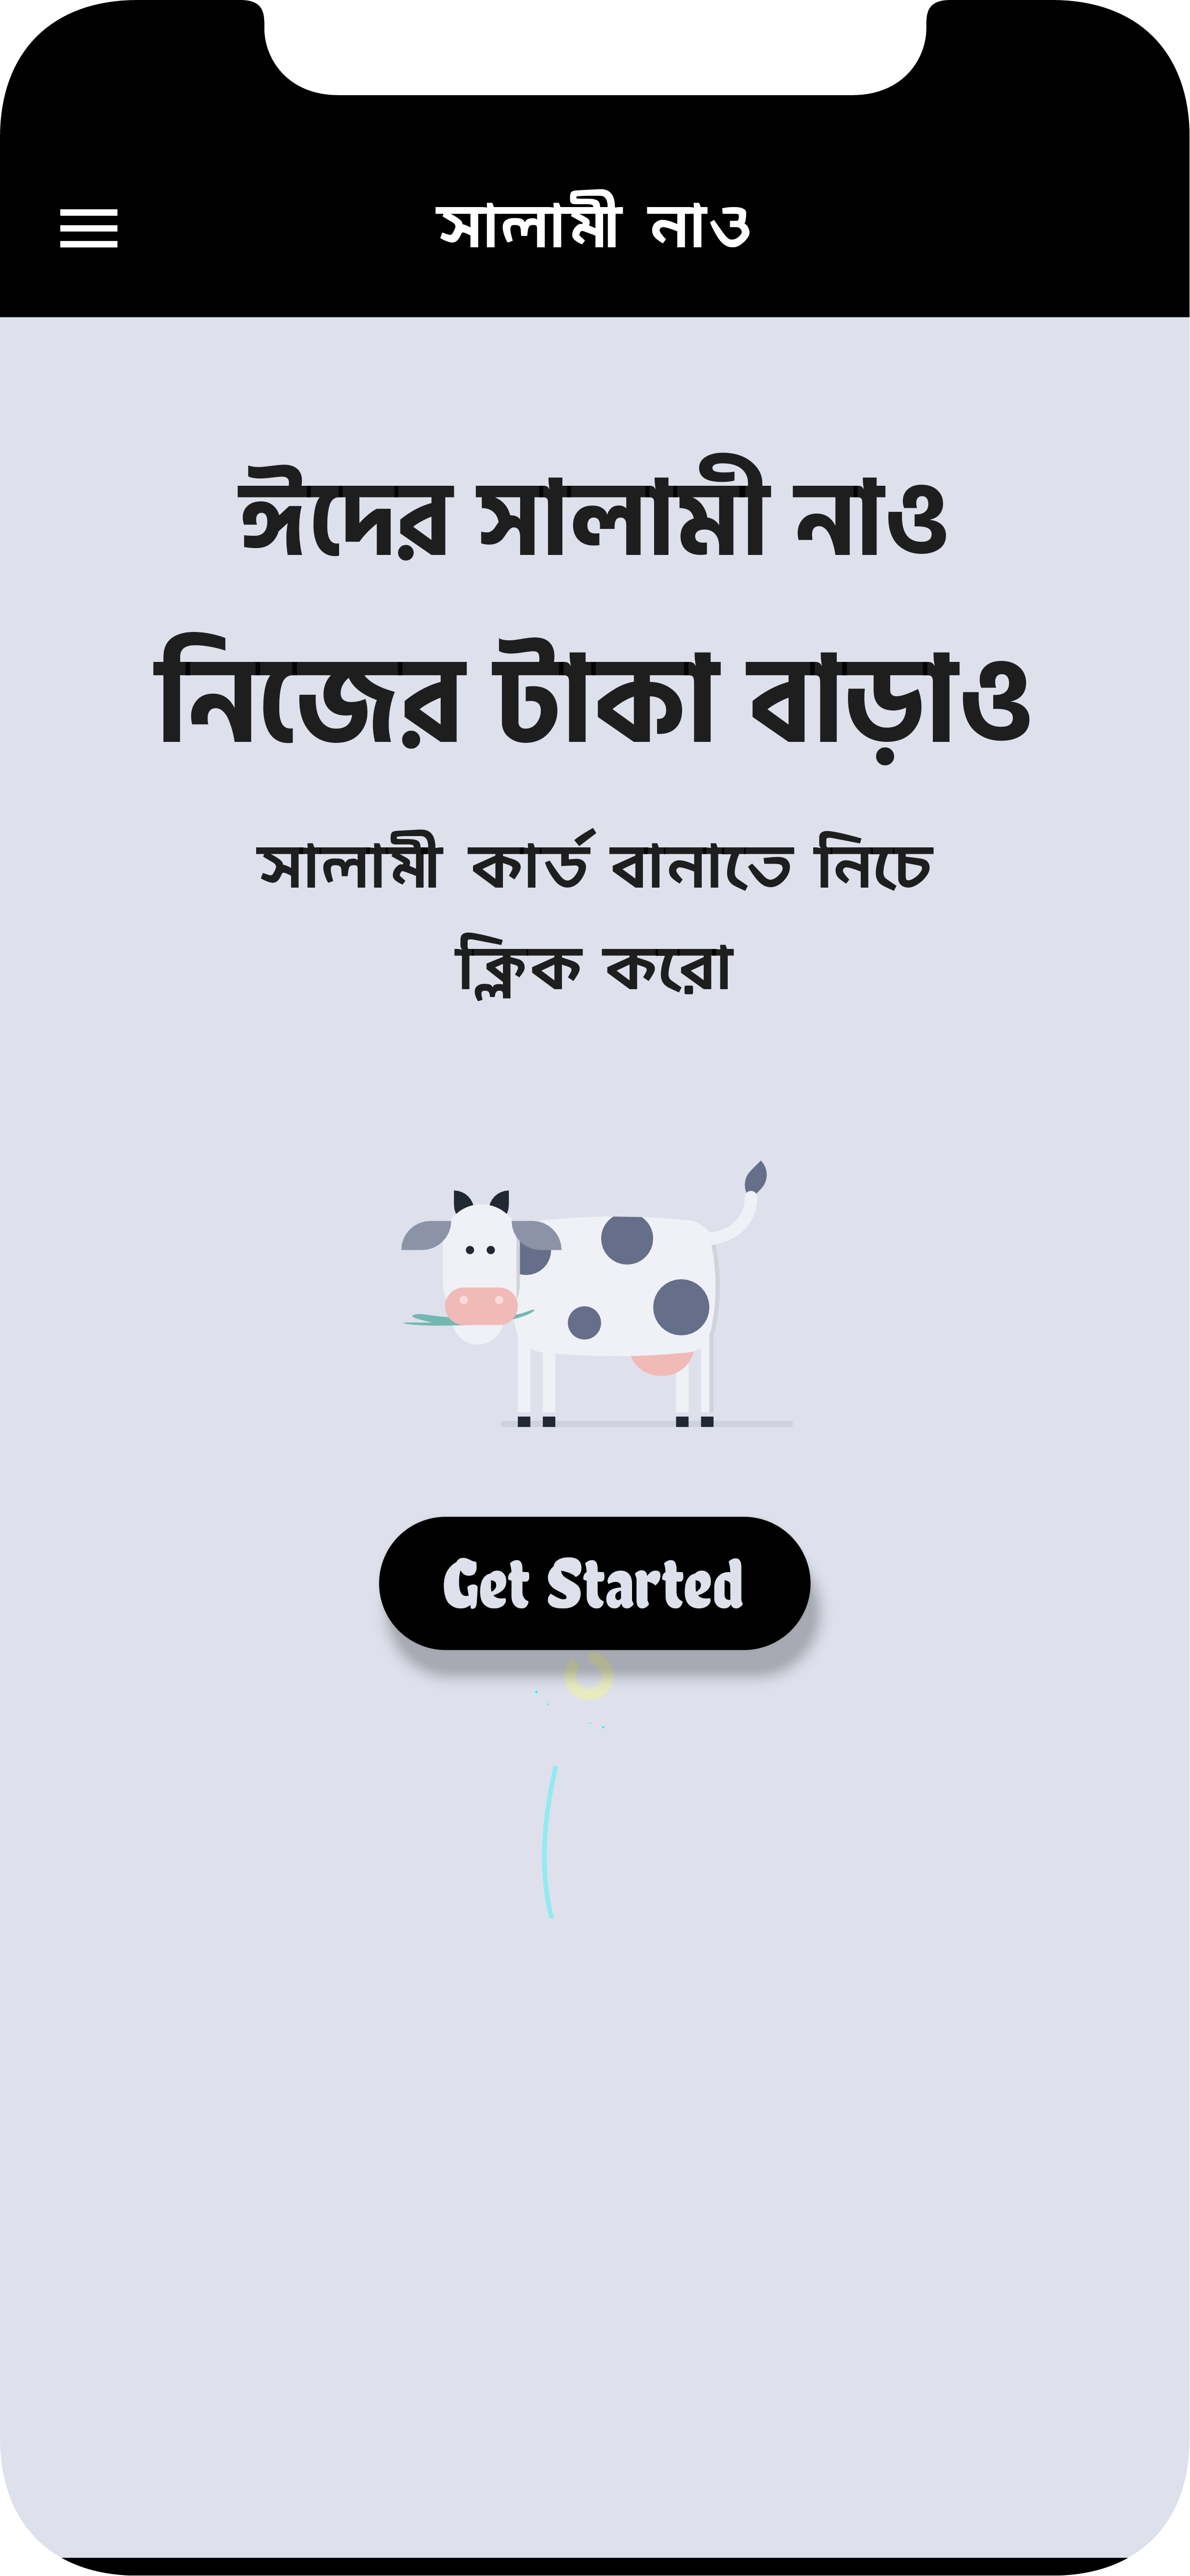 সালামী নাও
ঈদের সালামী নাও
নিজের টাকা বাড়াও
সালামী কার্ড বানাতে নিচে
ক্লিক করো
Get Started